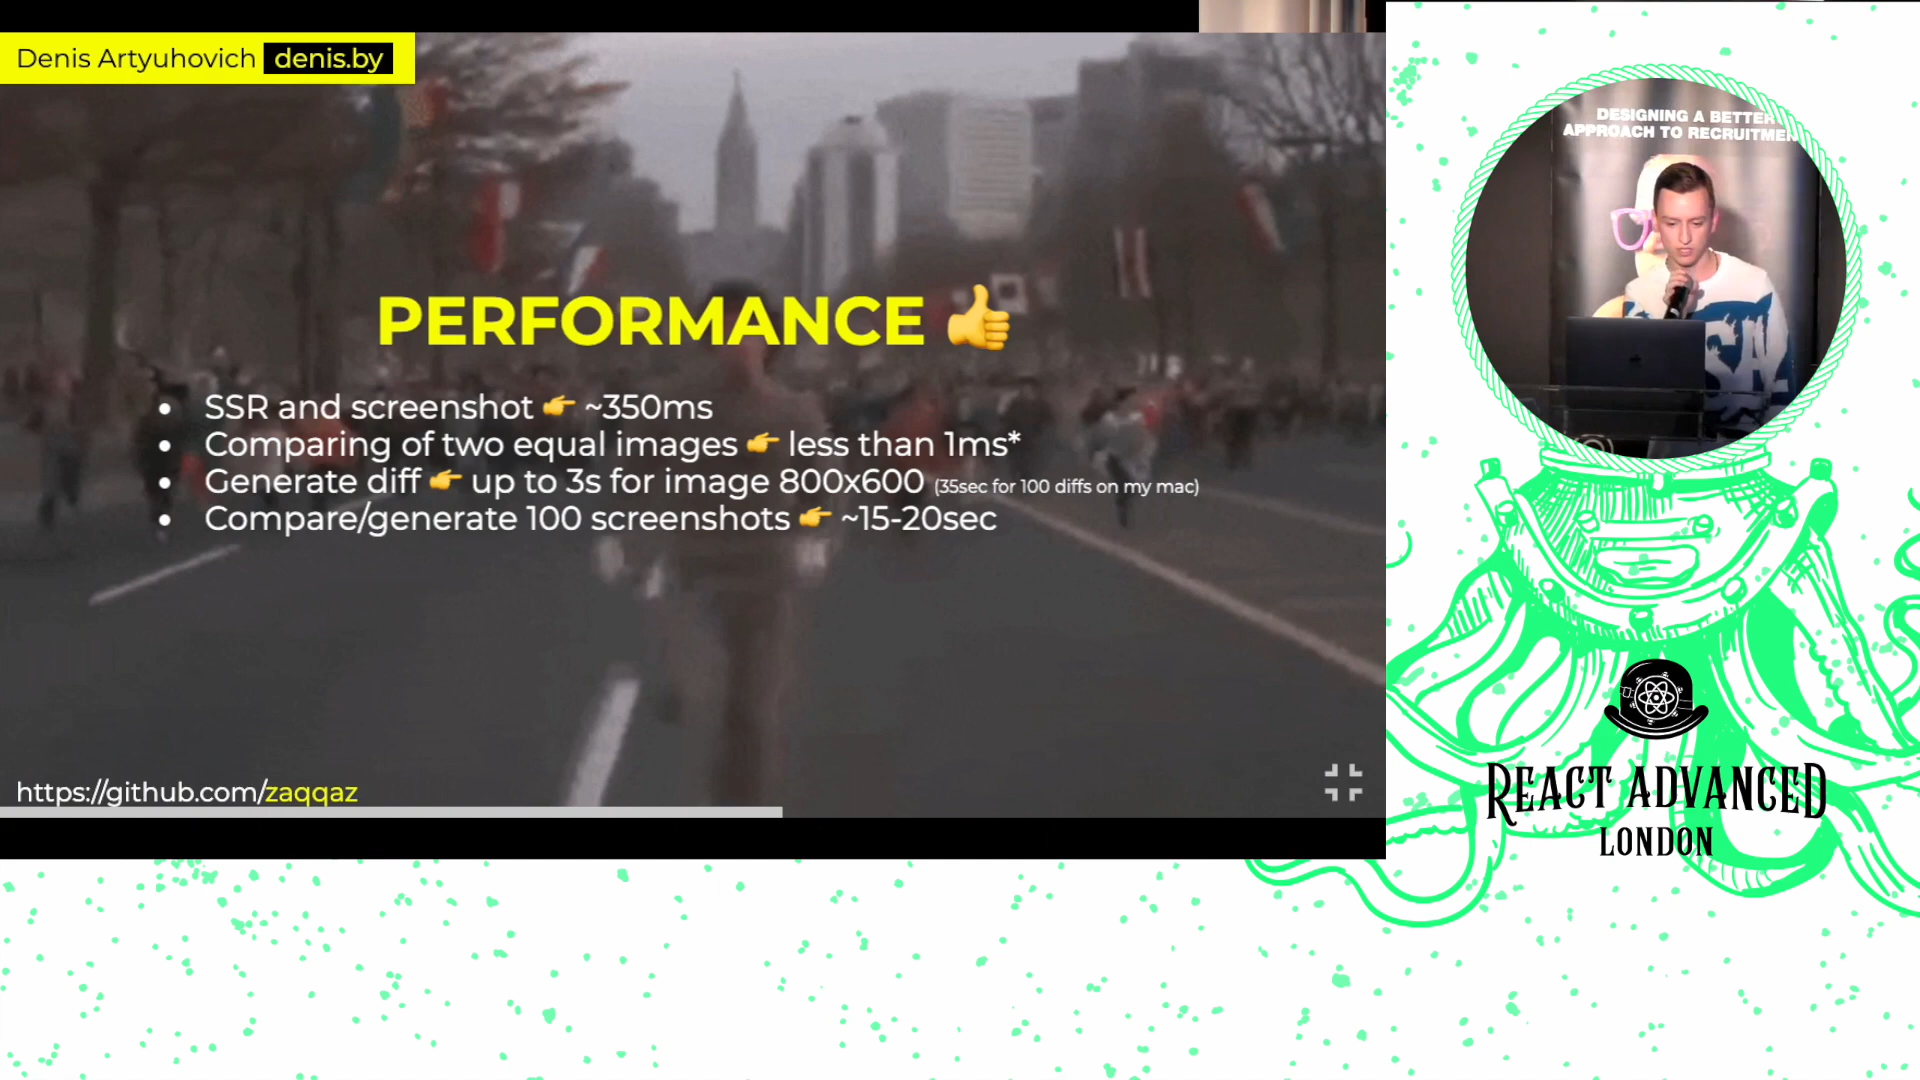 Denis Artyuhovich denis.by
PERFORMANCE 👍
• SSR and screenshot 👉 ~350ms
• Comparing of two equal images 👉 less than 1ms*
• Generate diff 👉 up to 3s for image 800x600 (35sec for 100 diffs on my mac)
• Compare/generate 100 screenshots 👉 ~15-20sec
https://github.com/zaqqaz
DESIGNING A BETTER
APPROACH TO RECRUITMEN
REACT ADVANCED
LONDON